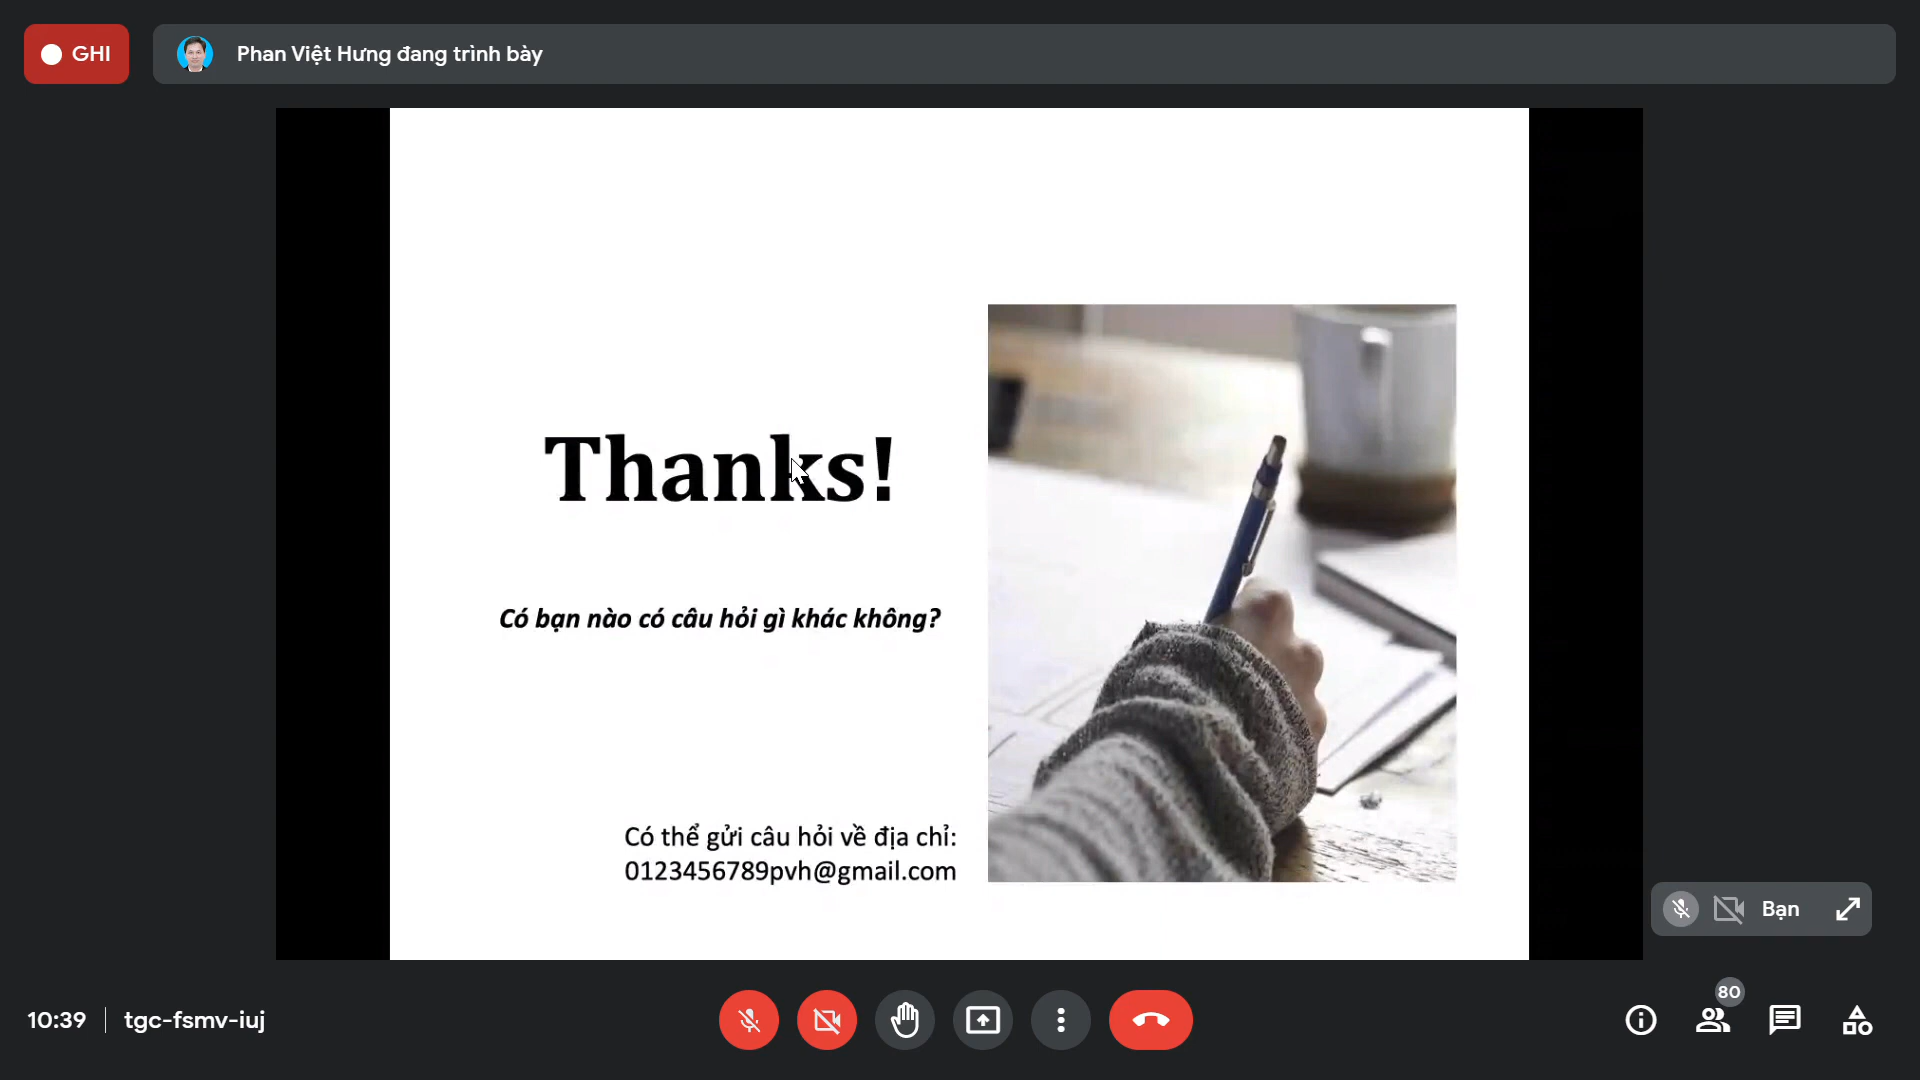 GHI
Phan Việt Hưng đang trình bày
Thanks!
Có bạn nào có câu hỏi gì khác không?
Có thể gửi câu hỏi về địa chỉ:
0123456789pvh@gmail.com
Bạn
10:39
tgc-fsmv-iuj
80